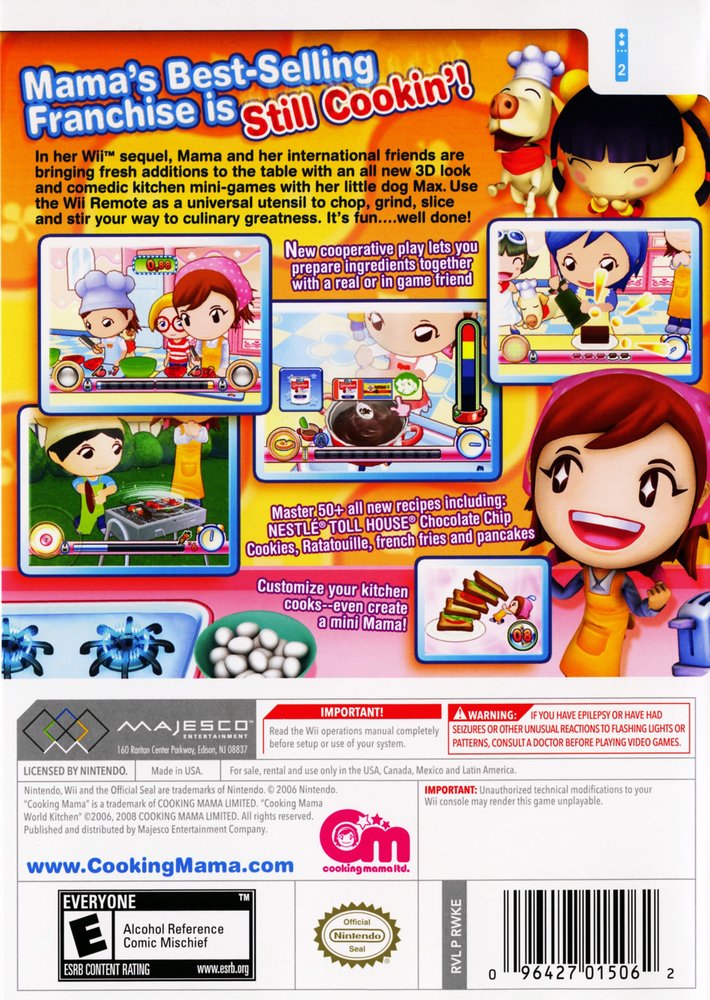 2
Mama's Best-Selling
Franchise is Still Cookin'!
In her Wii™ sequel, Mama and her international friends are
bringing fresh additions to the table with an all new 3D look
and comedic kitchen mini-games with her little dog Max. Use
the Wii Remote as a universal utensil to chop, grind, slice
and stir your way to culinary greatness. It's fun....well done!
New cooperative play lets you
prepare ingredients together
with a real or in game friend
Master 50+ all new recipes including:
NESTLÉ® TOLL HOUSE® Chocolate Chip
Cookies, Ratatouille, french fries and pancakes
Customize your kitchen
cooks--even create
a mini Mama!
08
MAJESCO™
ENTERTAINMENT
160 Raritan Center Parkway, Edison, NJ 08837
IMPORTANT!
Read the Wii operations manual completely
before setup or use of your system.
WARNING: IF YOU HAVE EPILEPSY OR HAVE HAD
SEIZURES OR OTHER UNUSUAL REACTIONS TO FLASHING LIGHTS OR
PATTERNS, CONSULT A DOCTOR BEFORE PLAYING VIDEO GAMES.
LICENSED BY NINTENDO.
Made in USA.
For sale, rental and use only in the USA, Canada, Mexico and Latin America.
Nintendo, Wii and the Official Seal are trademarks of Nintendo. © 2006 Nintendo.
"Cooking Mama" is a trademark of COOKING MAMA LIMITED. "Cooking Mama
World Kitchen" ©2006, 2008 COOKING MAMA LIMITED. All rights reserved.
Published and distributed by Majesco Entertainment Company.
IMPORTANT: Unauthorized technical modifications to your
Wii console may render this game unplayable.
www.CookingMama.com
cm
cooking mama ltd.
EVERYONE ™
E
Alcohol Reference
Comic Mischief
ESRB CONTENT RATING www.esrb.org
Official
Nintendo
Seal
RVL P RWKE
0 96427 01506 2